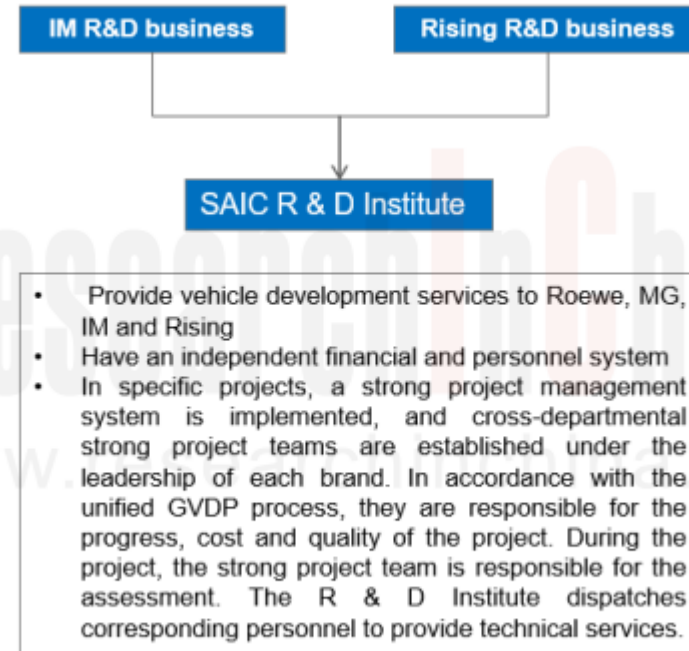 IM R&D business
Rising R&D business
SAIC R & D Institute
• Provide vehicle development services to Roewe, MG,
IM and Rising
• Have an independent financial and personnel system
• In specific projects, a strong project management
system is implemented, and cross-departmental
strong project teams are established under the
leadership of each brand. In accordance with the
unified GVDP process, they are responsible for the
progress, cost and quality of the project. During the
project, the strong project team is responsible for the
assessment. The R & D Institute dispatches
corresponding personnel to provide technical services.